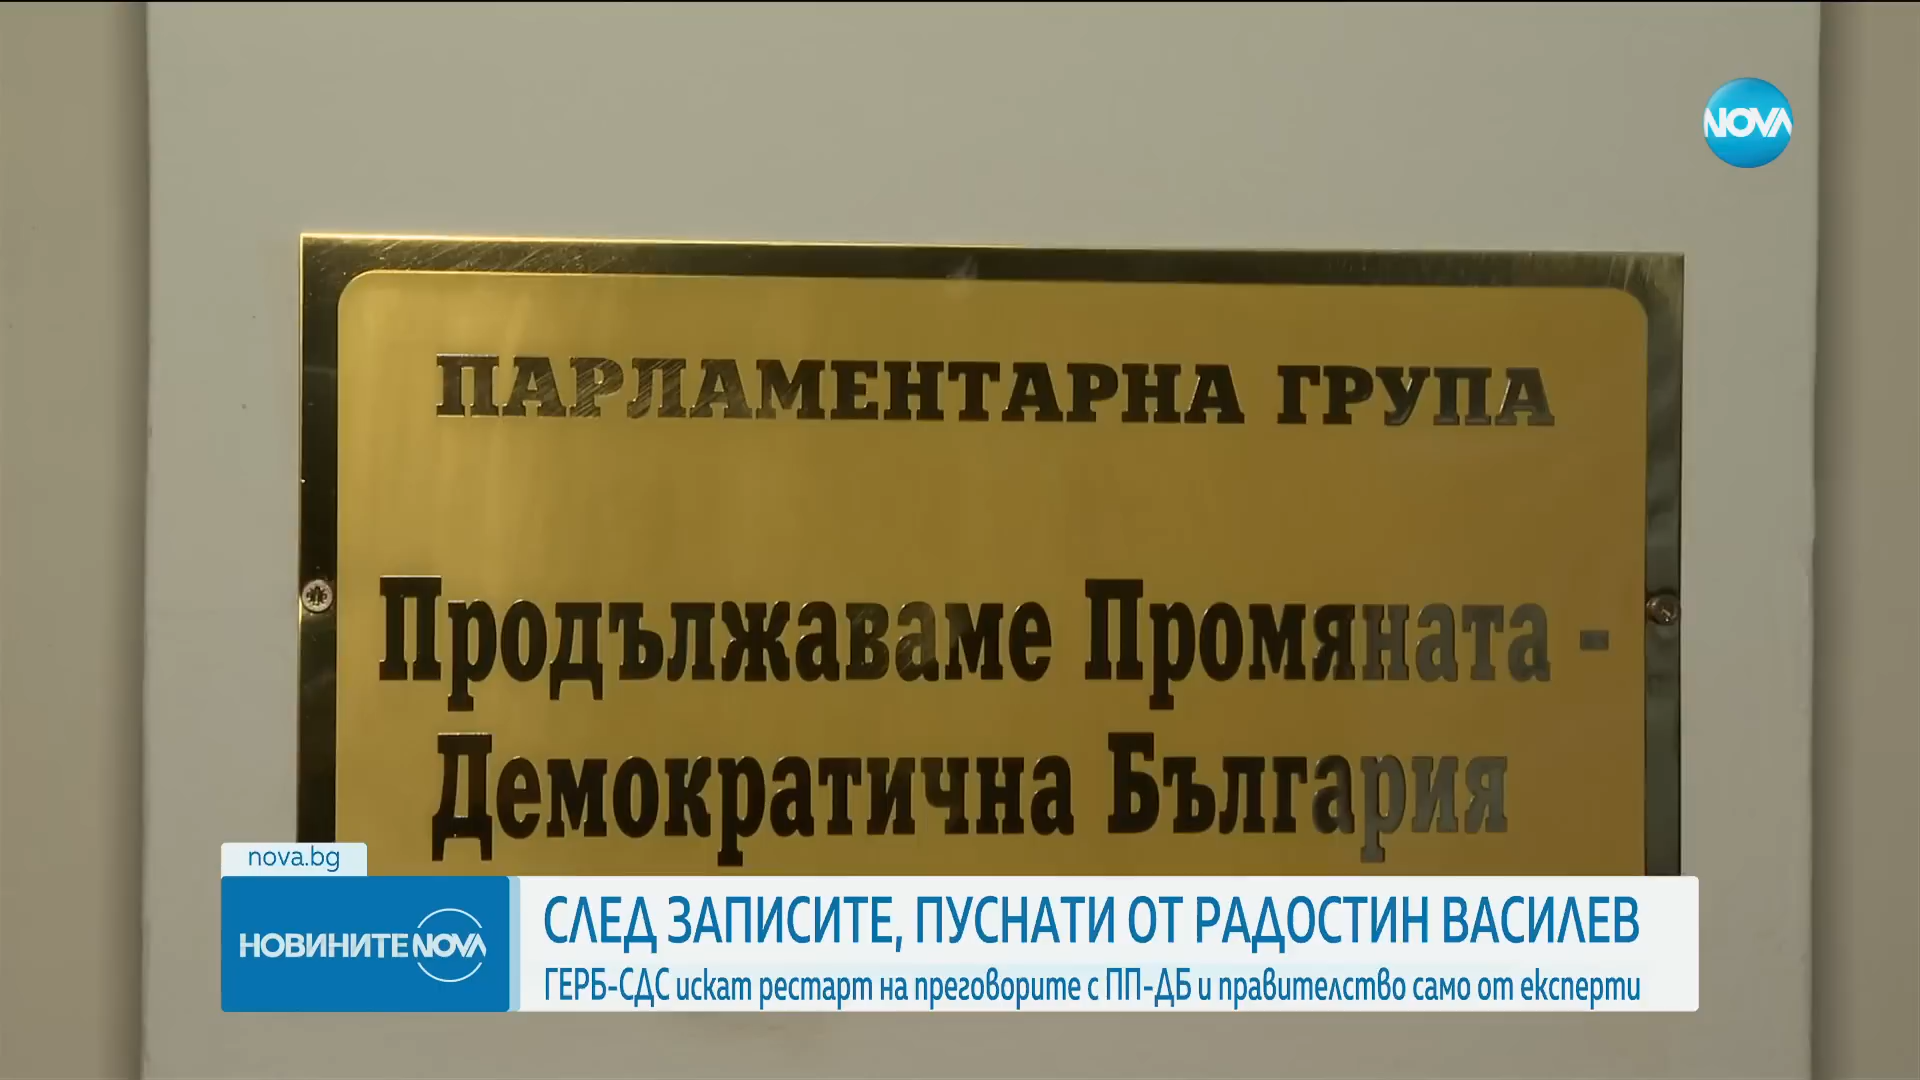 NOVA
ПАРЛАМЕНТАРНА ГРУПА
Продължаваме Промяната -
Демократична България
nova.bg
НОВИНИТЕ NOVA
СЛЕД ЗАПИСИТЕ, ПУСНАТИ ОТ РАДОСТИН ВАСИЛЕВ
ГЕРБ-СДС искат рестарт на преговорите с ПП-ДБ и правителство само от експерти